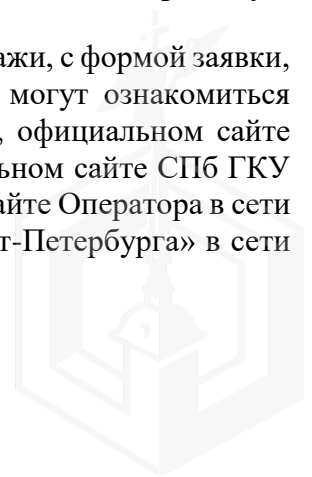 ажи, с формой заявки,
могут ознакомиться
, официальном сайте
ьном сайте СПб ГКУ
айте Оператора в сети
т-Петербурга» в сети